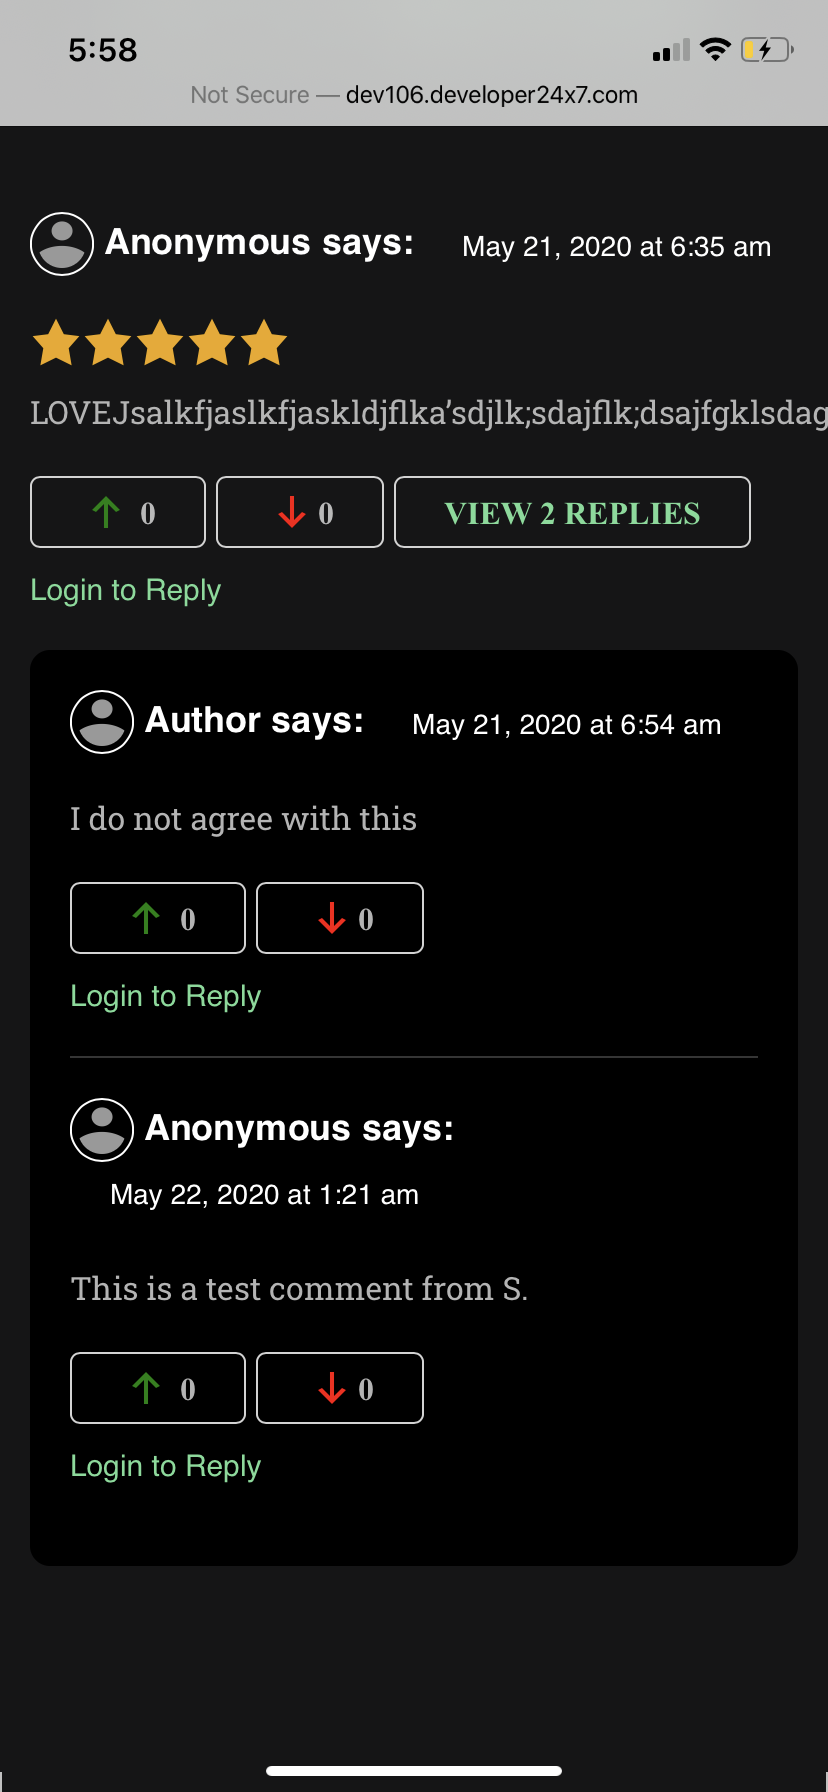 5:58
Not Secure — dev106.developer24x7.com
Anonymous says: May 21, 2020 at 6:35 am
LOVEJsalkfjaslkfjaskldjflka’sdjlk;sdajflk;dsajfgklsdag
0 0 VIEW 2 REPLIES
Login to Reply
Author says: May 21, 2020 at 6:54 am
I do not agree with this
0 0
Login to Reply
Anonymous says:
May 22, 2020 at 1:21 am
This is a test comment from S.
0 0
Login to Reply